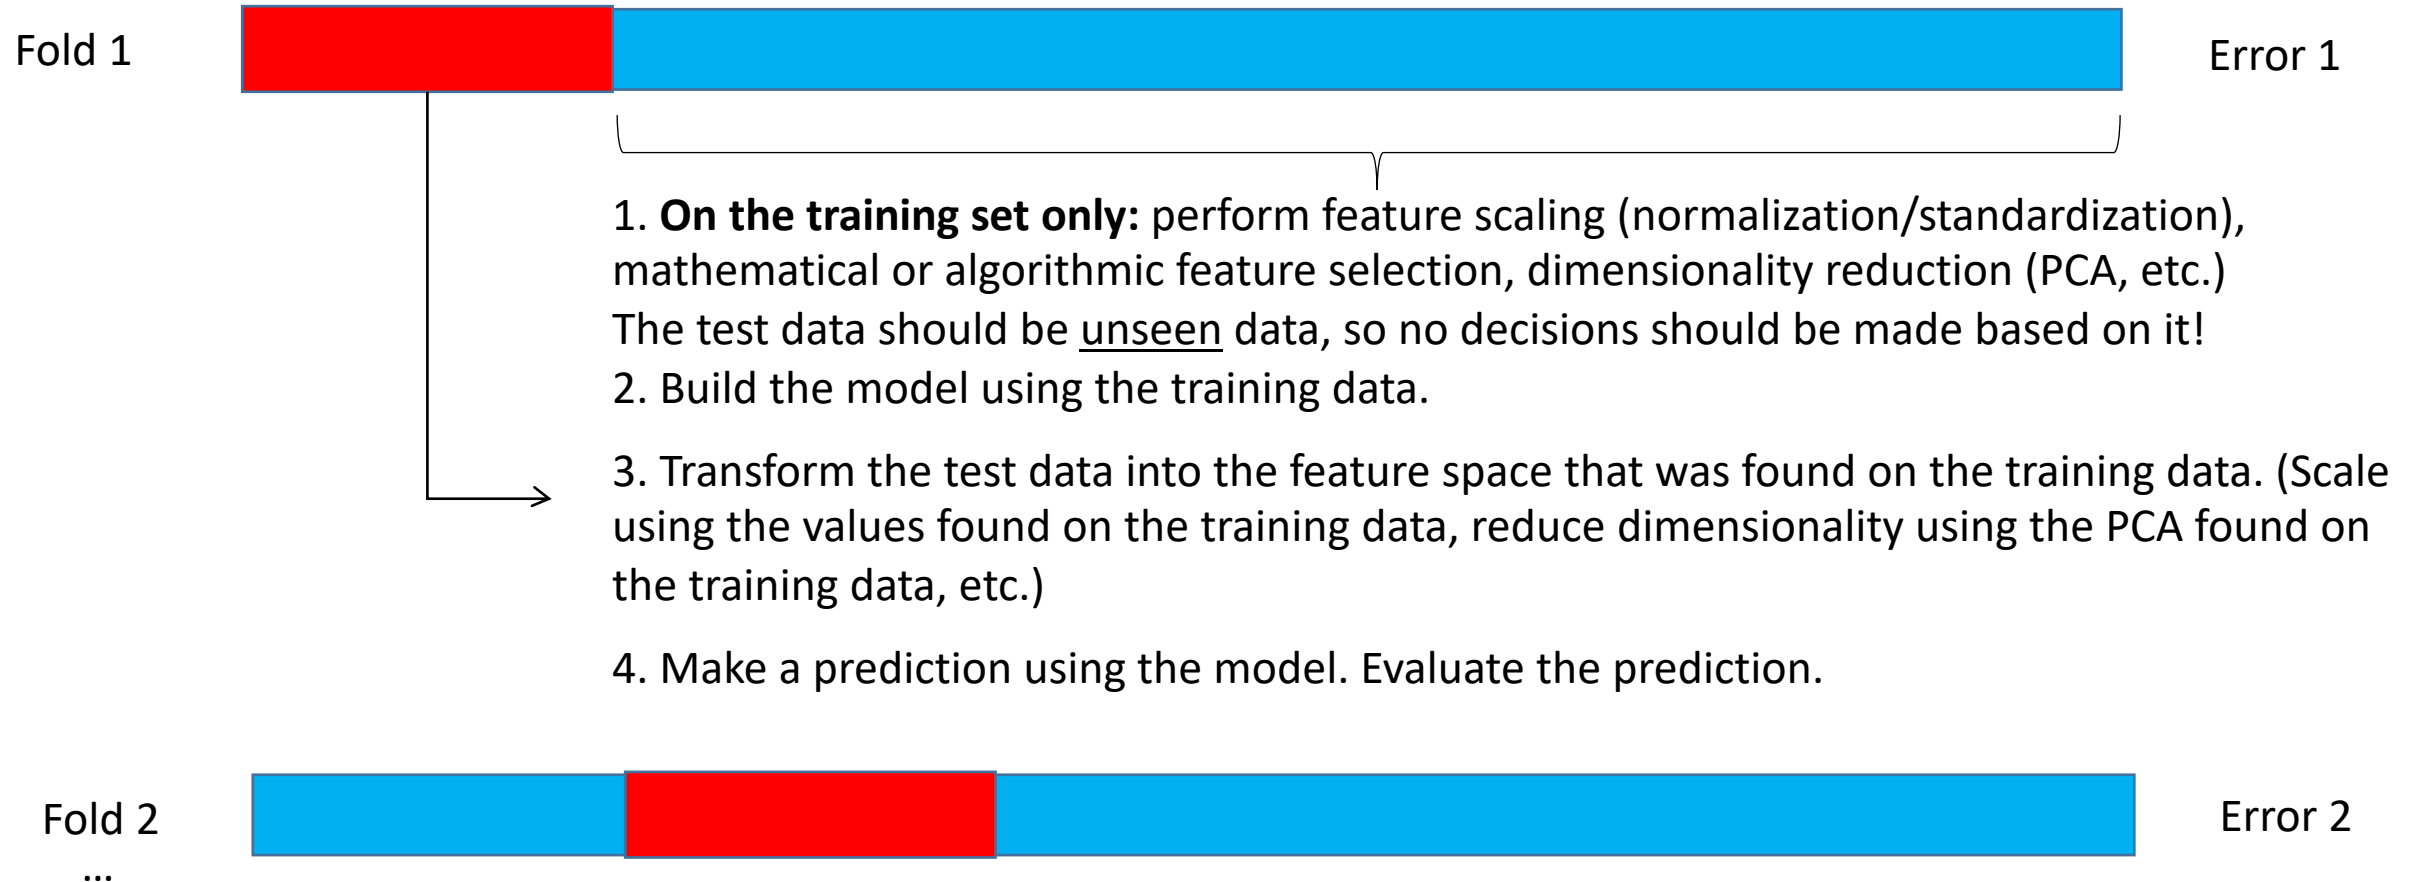 Fold 1
Error 1
1. On the training set only: perform feature scaling (normalization/standardization),
mathematical or algorithmic feature selection, dimensionality reduction (PCA, etc.)
The test data should be unseen data, so no decisions should be made based on it!
2. Build the model using the training data.
3. Transform the test data into the feature space that was found on the training data. (Scale
using the values found on the training data, reduce dimensionality using the PCA found on
the training data, etc.)
4. Make a prediction using the model. Evaluate the prediction.
Fold 2
Error 2
...